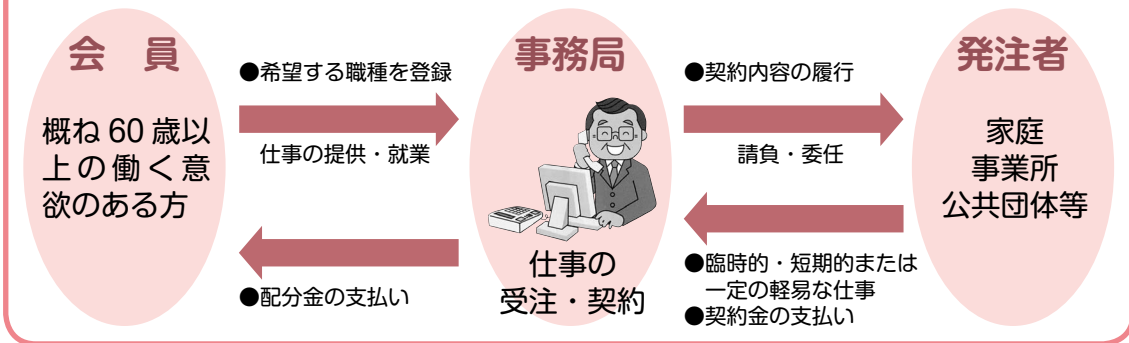 会　員
概ね 60 歳以
上の働く意
欲のある方
●希望する職種を登録
仕事の提供・就業
●配分金の支払い
事務局
仕事の
受注・契約
●契約内容の履行
請負・委任
●臨時的・短期的または
一定の軽易な仕事
●契約金の支払い
発注者
家庭
事業所
公共団体等